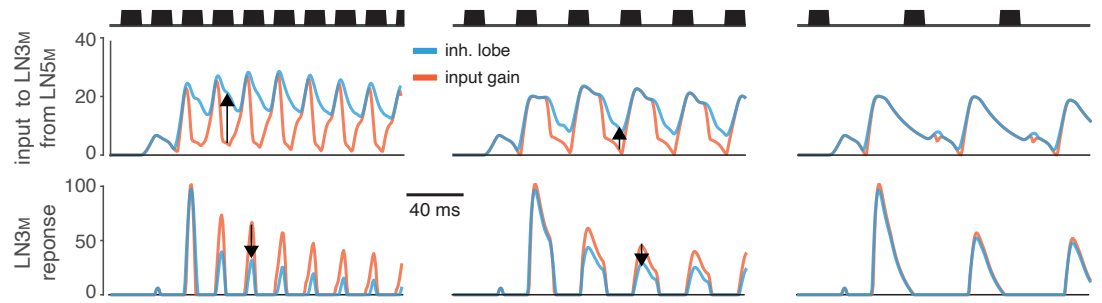 40
20
0
input to LN3M
from LN5M
inh. lobe
input gain
100
50
0
LN3M
reponse
40 ms